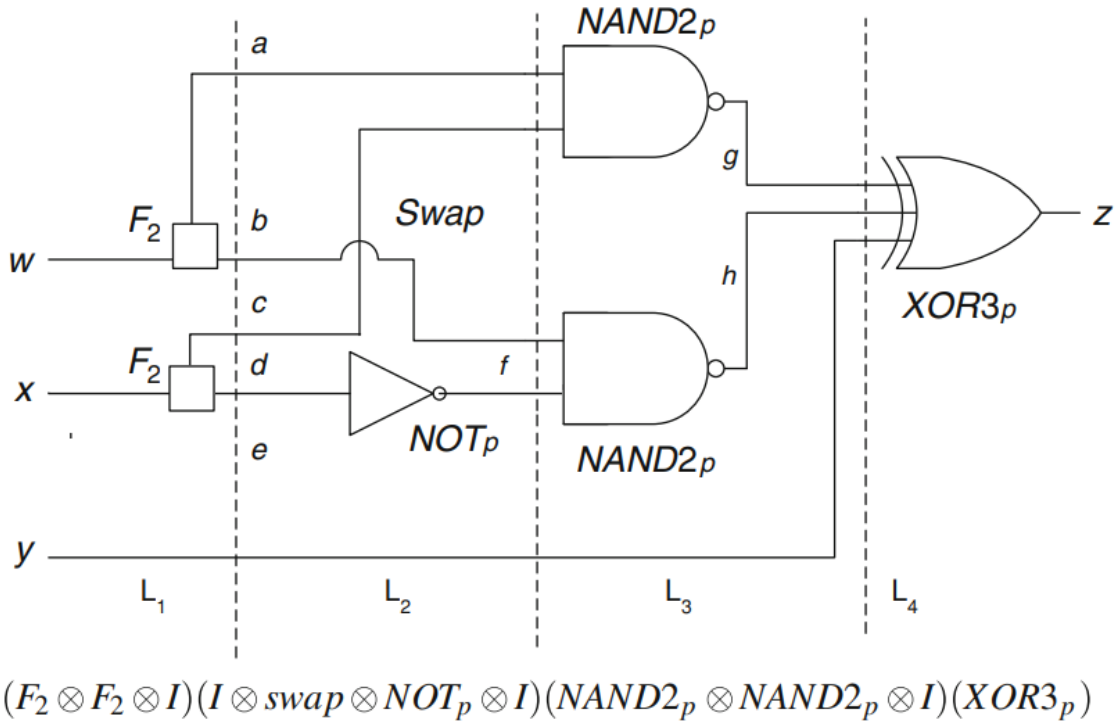 NAND2p
a
g
F2
b
Swap
w
z
h
c
XOR3p
F2
d
f
x
NOTp
NAND2p
e
y
L1
L2
L3
L4
(F2 ⊗ F2 ⊗ I)(I ⊗ swap ⊗ NOTp ⊗ I)(NAND2p ⊗ NAND2p ⊗ I)(XOR3p)